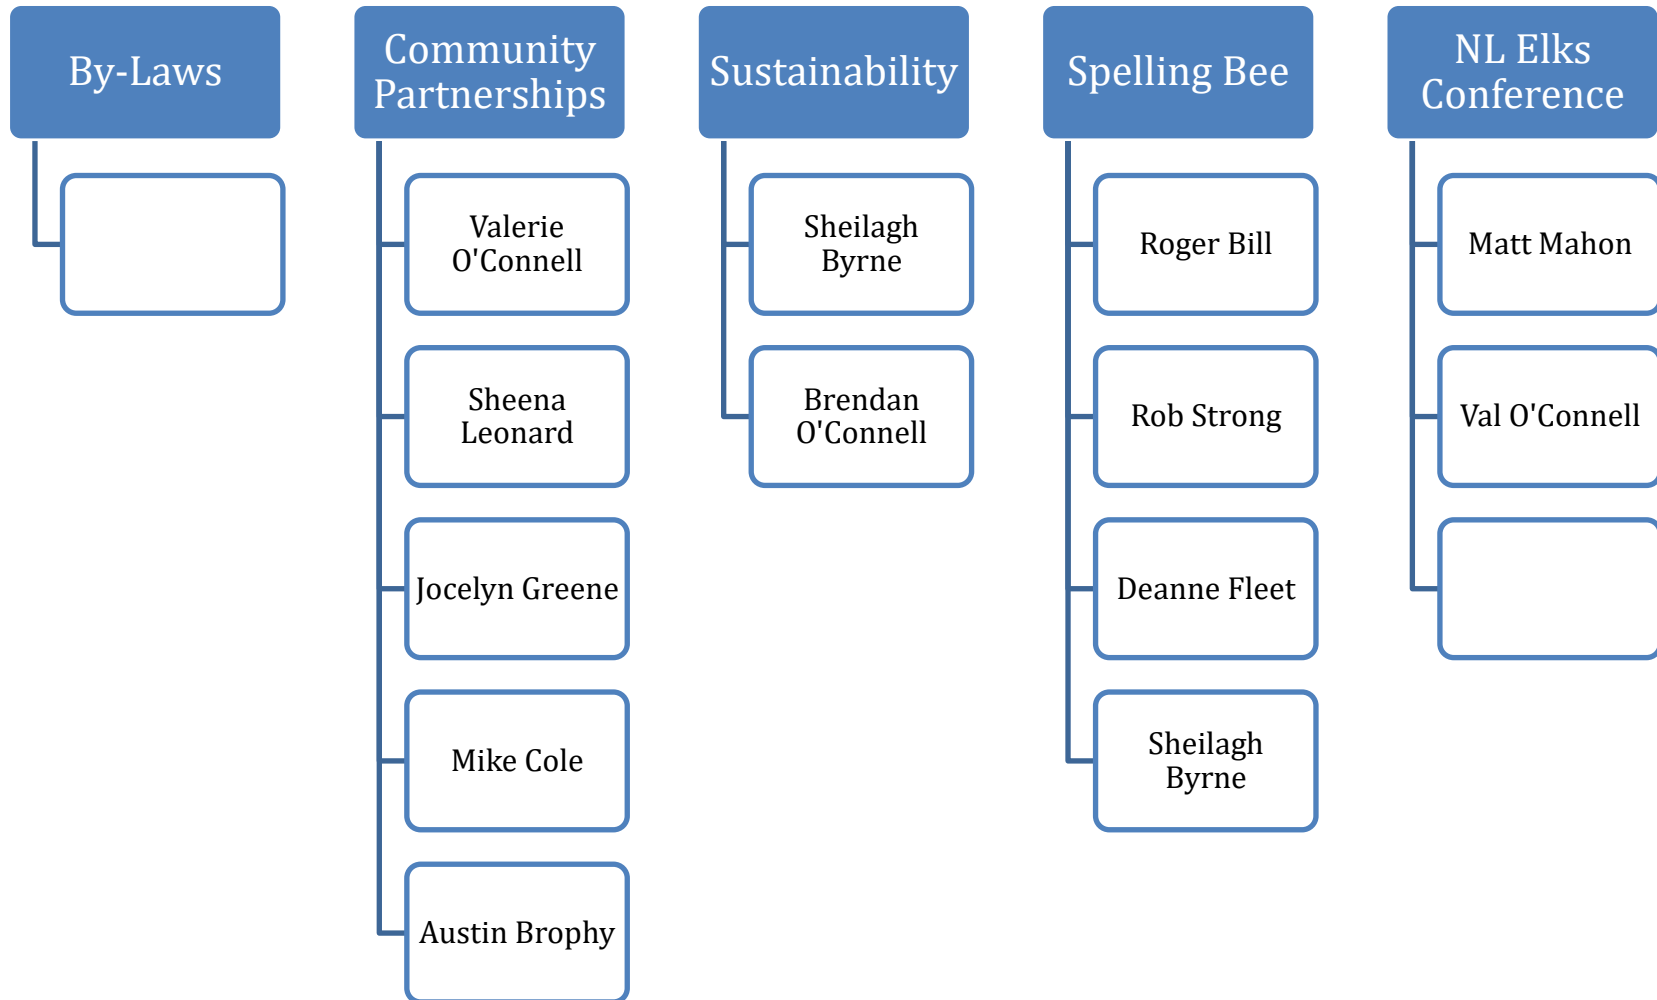 By-Laws
Community
Partnerships
Valerie
O'Connell
Sheena
Leonard
Jocelyn Greene
Mike Cole
Austin Brophy
Sustainability
Sheilagh
Byrne
Brendan
O'Connell
Spelling Bee
Roger Bill
Rob Strong
Deanne Fleet
Sheilagh
Byrne
NL Elks
Conference
Matt Mahon
Val O'Connell